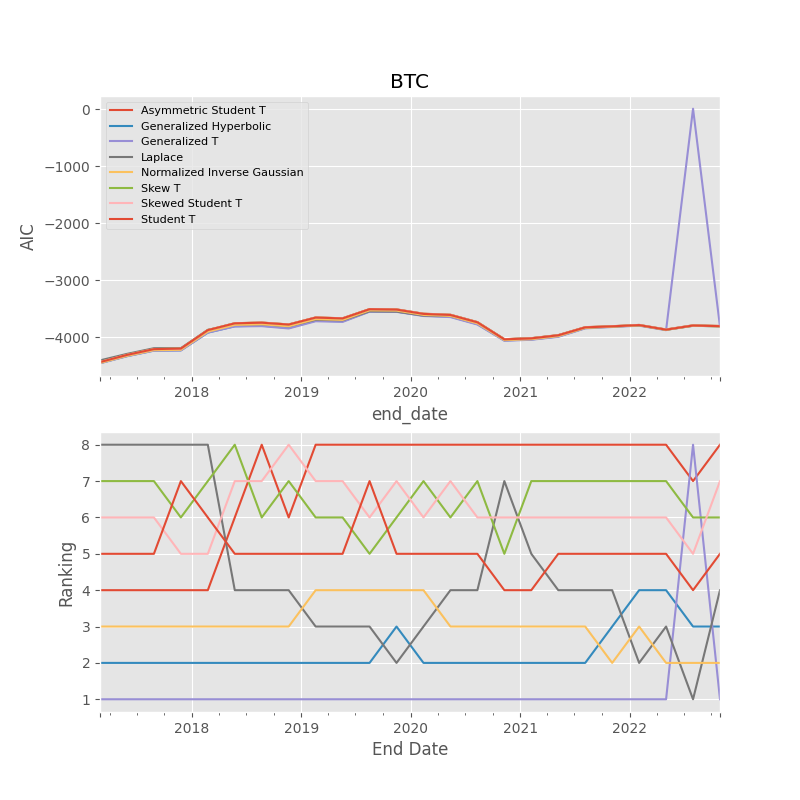 BTC
0
−1000
−2000
−3000
−4000
AIC
Asymmetric Student T
Generalized Hyperbolic
Generalized T
Laplace
Normalized Inverse Gaussian
Skew T
Skewed Student T
Student T
2018 2019 2020 2021 2022
end_date
8
7
6
5
4
3
2
1
Ranking
2018 2019 2020 2021 2022
End Date